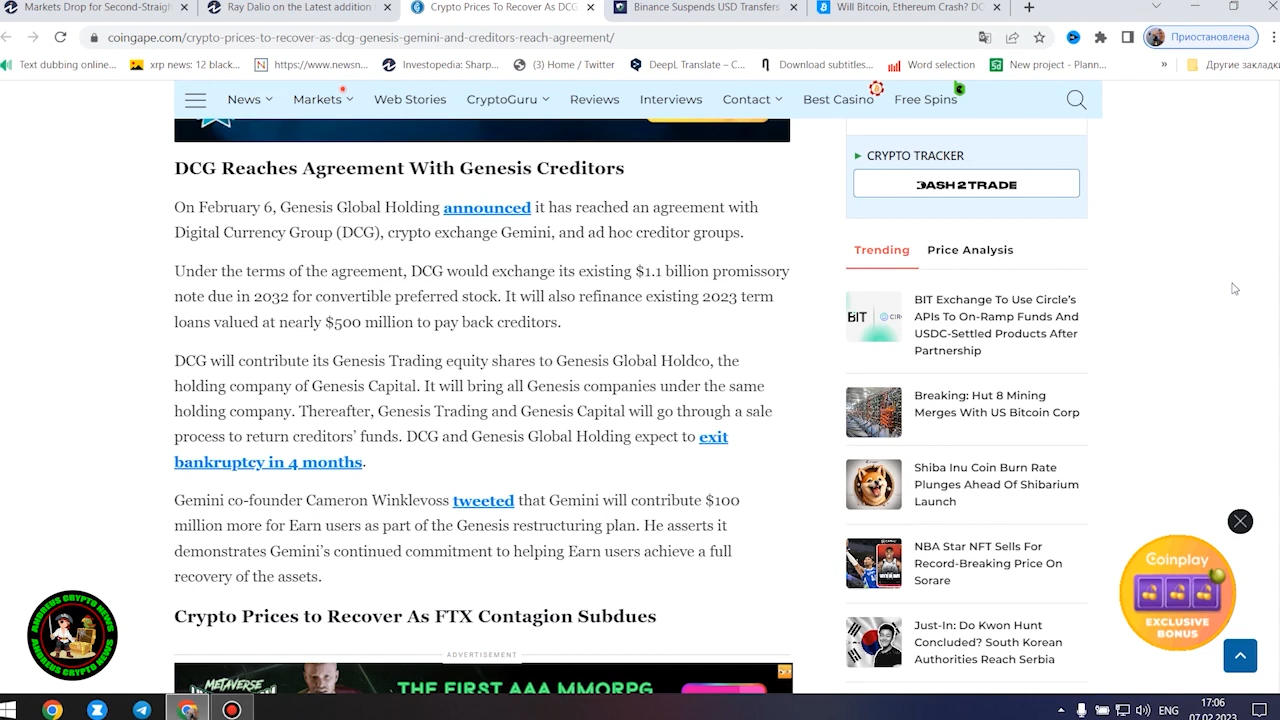 Markets Drop for Second-Straigh
Ray Dalio on the Latest addition
Crypto Prices To Recover As DCG
Binance Suspends USD Transfers
Will Bitcoin, Ethereum Crash? DC
coingape.com/crypto-prices-to-recover-as-dcg-genesis-gemini-and-creditors-reach-agreement/
Приостановлена
Text dubbing online...
xrp news: 12 black...
https://www.newsn...
Investopedia: Sharp...
(3) Home / Twitter
DeepL Translate – C...
Download subtitles...
Word selection
New project - Plann...
»
Другие закладки
News
Markets
Web Stories
CryptoGuru
Reviews
Interviews
Contact
Best Casino
Free Spins
DCG Reaches Agreement With Genesis Creditors
On February 6, Genesis Global Holding announced it has reached an agreement with
Digital Currency Group (DCG), crypto exchange Gemini, and ad hoc creditor groups.
Under the terms of the agreement, DCG would exchange its existing $1.1 billion promissory
note due in 2032 for convertible preferred stock. It will also refinance existing 2023 term
loans valued at nearly $500 million to pay back creditors.
DCG will contribute its Genesis Trading equity shares to Genesis Global Holdco, the
holding company of Genesis Capital. It will bring all Genesis companies under the same
holding company. Thereafter, Genesis Trading and Genesis Capital will go through a sale
process to return creditors' funds. DCG and Genesis Global Holding expect to exit
bankruptcy in 4 months.
Gemini co-founder Cameron Winklevoss tweeted that Gemini will contribute $100
million more for Earn users as part of the Genesis restructuring plan. He asserts it
demonstrates Gemini's continued commitment to helping Earn users achieve a full
recovery of the assets.
Crypto Prices to Recover As FTX Contagion Subdues
ADVERTISEMENT
METAVERSE
THE FIRST AAA MMORPG
CRYPTO TRACKER
DASH2TRADE
Trending
Price Analysis
BIT
CIR
BIT Exchange To Use Circle's
APIs To On-Ramp Funds And
USDC-Settled Products After
Partnership
Breaking: Hut 8 Mining
Merges With US Bitcoin Corp
Shiba Inu Coin Burn Rate
Plunges Ahead Of Shibarium
Launch
NBA Star NFT Sells For
Record-Breaking Price On
Sorare
Just-In: Do Kwon Hunt
Concluded? South Korean
Authorities Reach Serbia
Coinplay
EXCLUSIVE
BONUS
ANDREUS CRYPTO NEWS
ANDREUS CRYPTO NEWS
ENG
17:06
07.02.2023